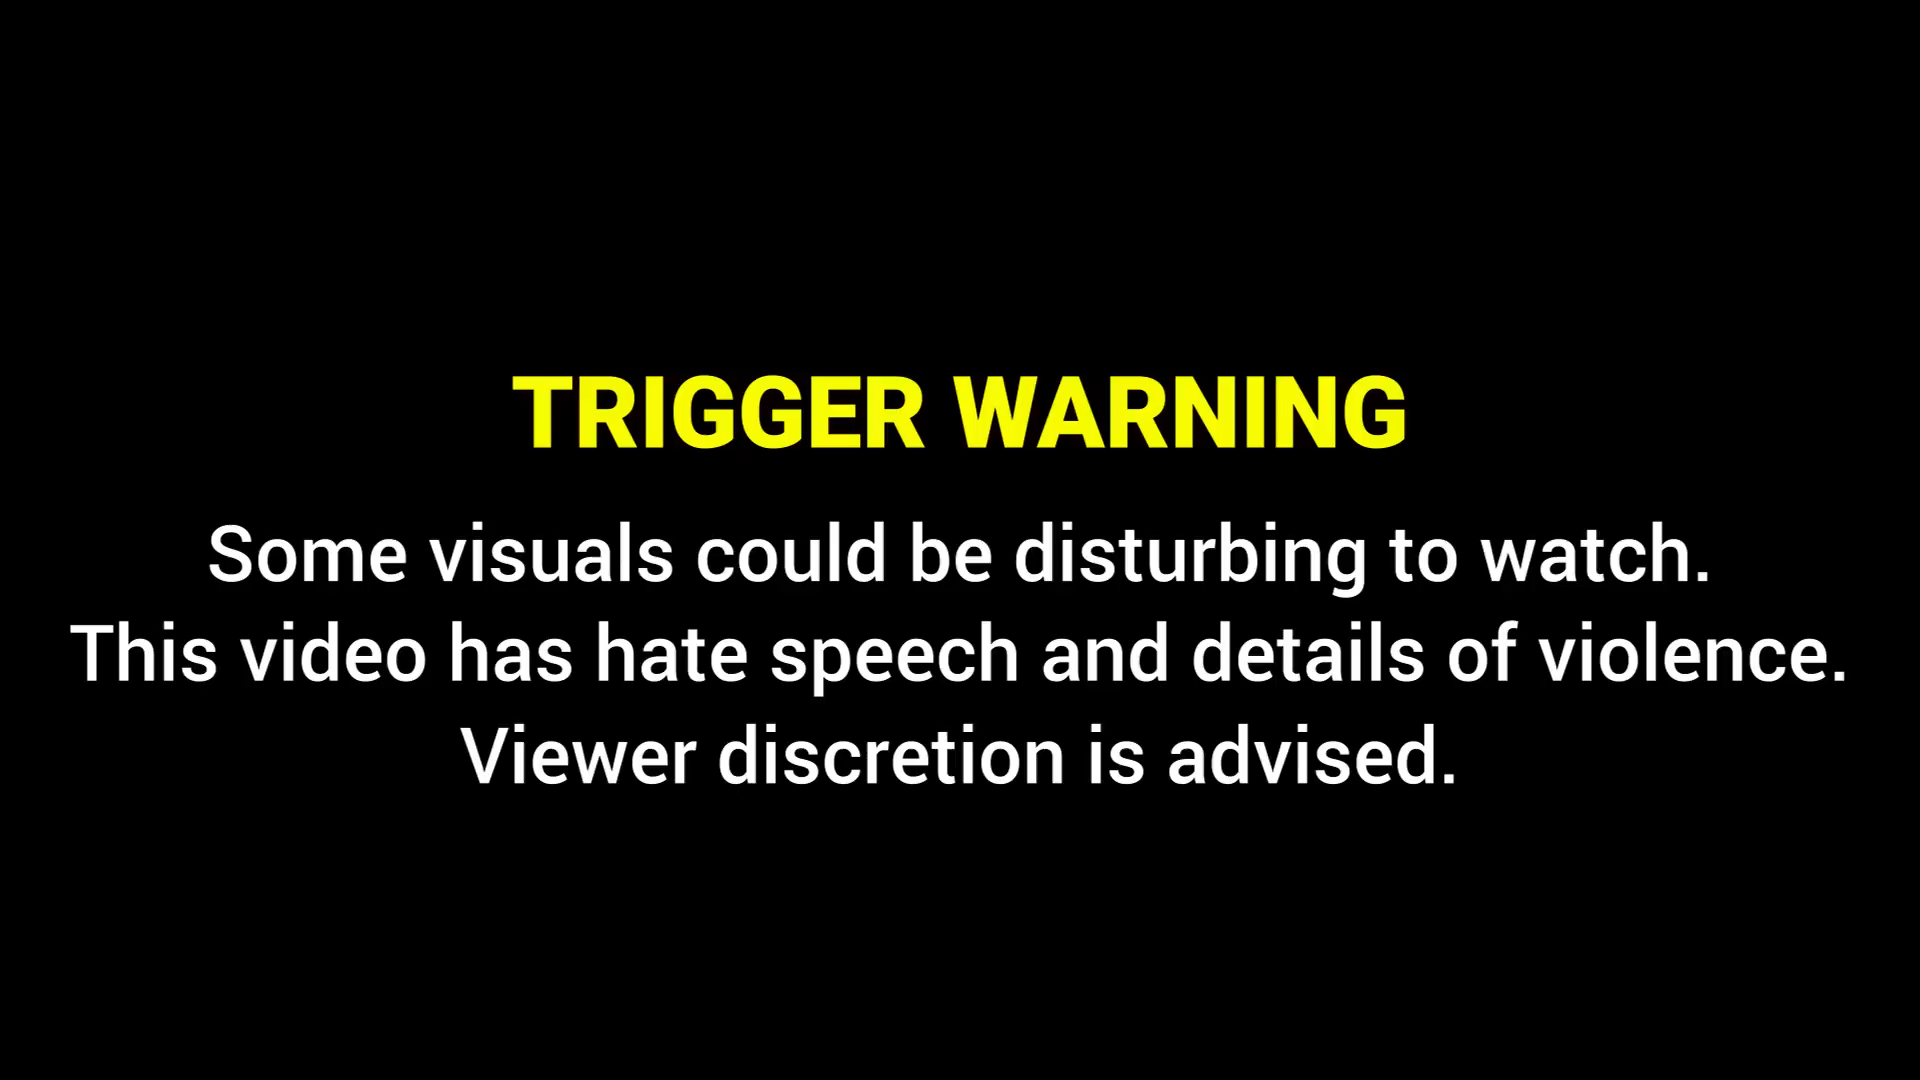 TRIGGER WARNING
Some visuals could be disturbing to watch.
This video has hate speech and details of violence.
Viewer discretion is advised.